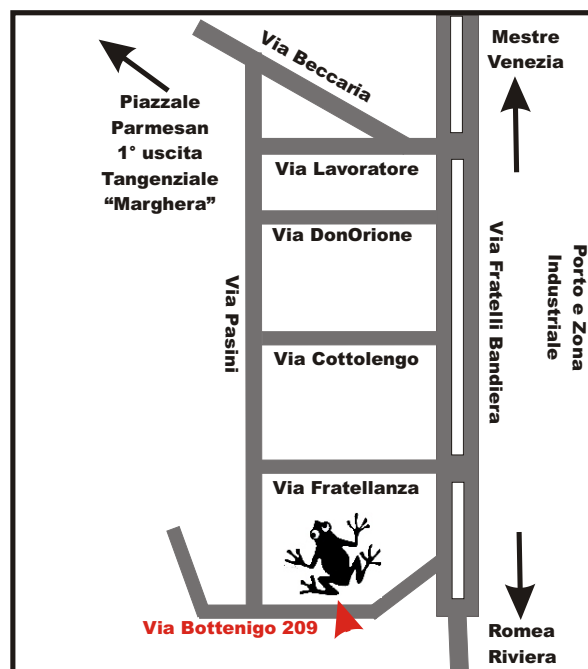 Mestre
Venezia
Via Beccaria
Piazzale
Parmesan
1° uscita
Tangenziale
“Marghera”
Via Lavoratore
Via DonOrione
Via Pasini
Via Fratelli Bandiera
Porto e Zona
Industriale
Via Cottolengo
Via Fratellanza
Via Bottenigo 209
Romea
Riviera